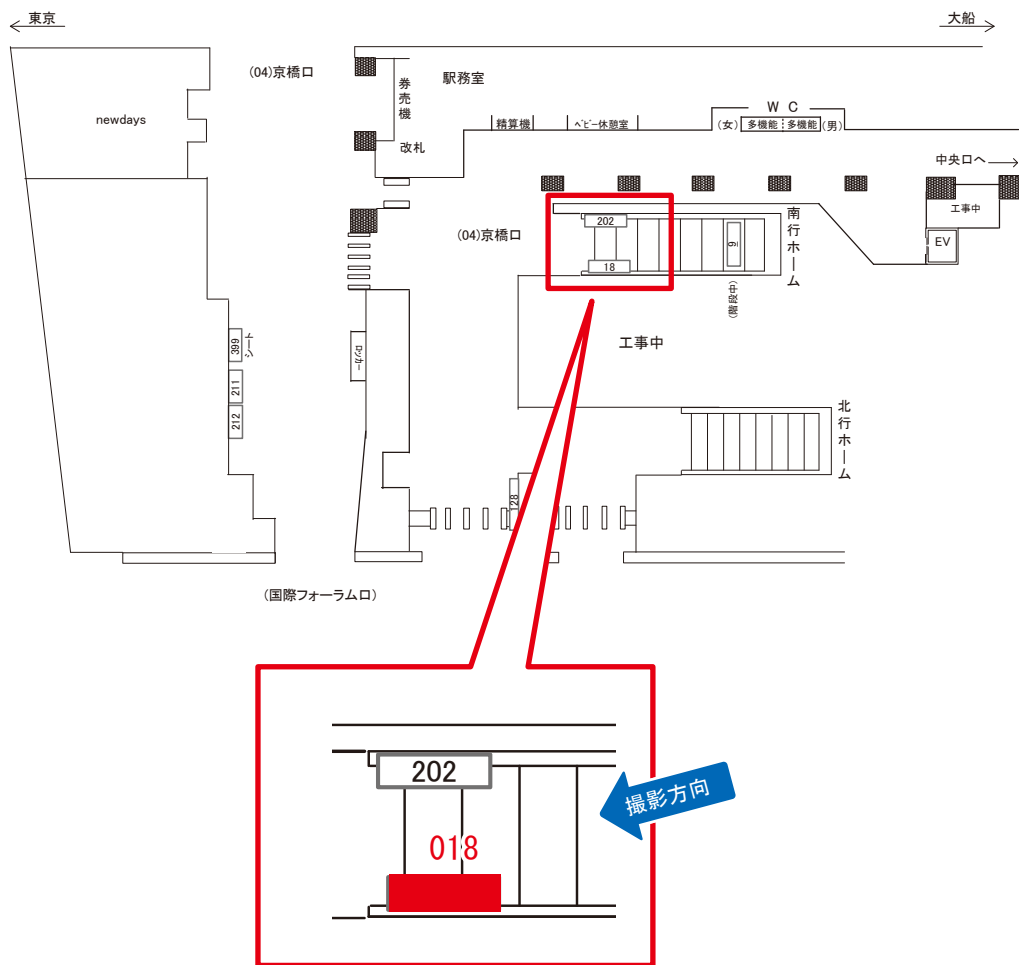 東京
大船
(04)京橋口
駅務室
券売機
newdays
精算機
ベビー休憩室
WC
(女)
多機能
多機能
(男)
改札
中央口へ
工事中
EV
(04)京橋口
202
18
9
(階段中)
南行ホーム
工事中
399
シート
211
212
ロッカー
北行ホーム
128
(国際フォーラム口)
202
018
撮影方向